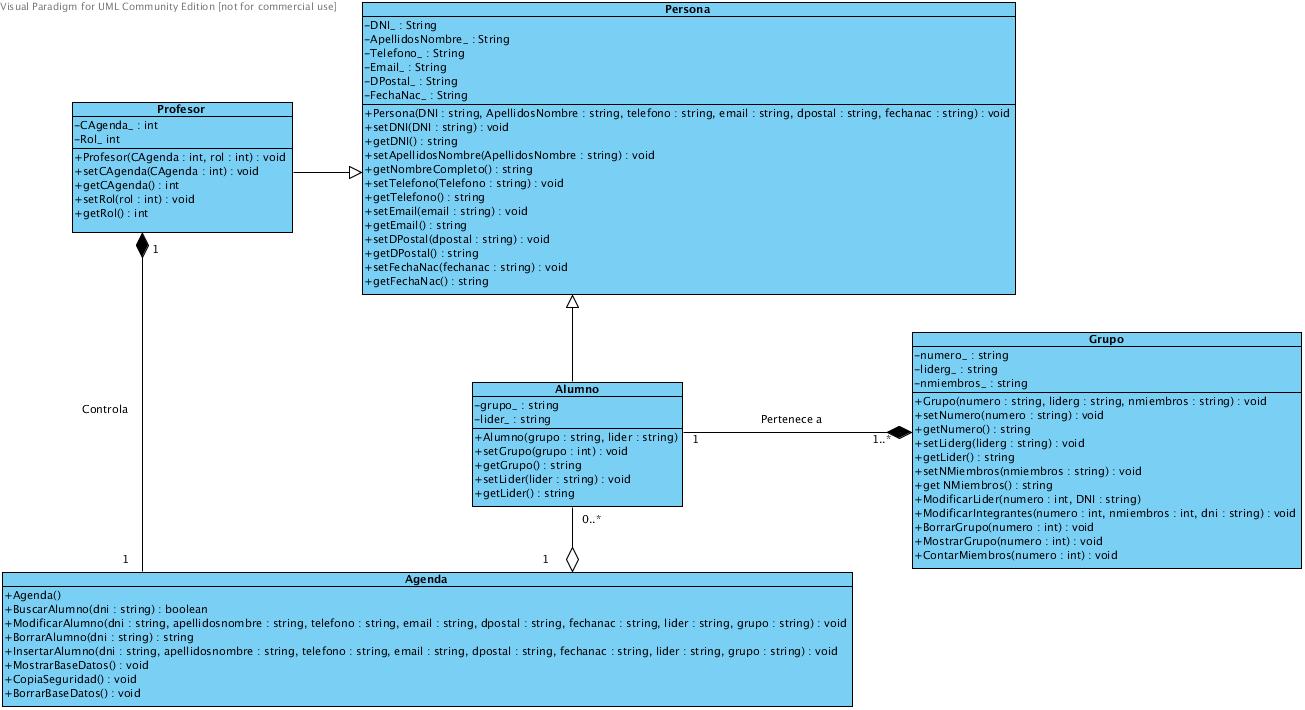 Visual Paradigm for UML Community Edition [not for commercial use]
Persona
-DNI_ : String
-ApellidosNombre_ : String
-Telefono_ : String
-Email_ : String
-DPostal_ : String
-FechaNac_ : String
+Persona(DNI : string, ApellidosNombre : string, telefono : string, email : string, dpostal : string, fechanac : string) : void
+setDNI(DNI : string) : void
+getDNI() : string
+setApellidosNombre(ApellidosNombre : string) : void
+getNombreCompleto() : string
+setTelefono(Telefono : string) : void
+getTelefono() : string
+setEmail(email : string) : void
+getEmail() : string
+setDPostal(dpostal : string) : void
+getDPostal() : string
+setFechaNac(fechanac : string) : void
+getFechaNac() : string
Profesor
-CAgenda_ : int
-Rol_ int
+Profesor(CAgenda : int, rol : int) : void
+setCAgenda(CAgenda : int) : void
+getCAgenda() : int
+setRol(rol : int) : void
+getRol() : int
1
Controla
1
Alumno
-grupo_ : string
-lider_ : string
+Alumno(grupo : string, lider : string)
+setGrupo(grupo : int) : void
+getGrupo() : string
+setLider(lider : string) : void
+getLider() : string
Pertenece a
1
1..*
0..*
1
Grupo
-numero_ : string
-liderg_ : string
-nmiembros_ : string
+Grupo(numero : string, liderg : string, nmiembros : string) : void
+setNumero(numero : string) : void
+getNumero() : string
+setLiderg(liderg : string) : void
+getLider() : string
+setNMiembros(nmiembros : string) : void
+get NMiembros() : string
+ModificarLider(numero : int, DNI : string)
+ModificarIntegrantes(numero : int, nmiembros : int, dni : string) : void
+BorrarGrupo(numero : int) : void
+MostrarGrupo(numero : int) : void
+ContarMiembros(numero : int) : void
Agenda
+Agenda()
+BuscarAlumno(dni : string) : boolean
+ModificarAlumno(dni : string, apellidosnombre : string, telefono : string, email : string, dpostal : string, fechanac : string, lider : string, grupo : string) : void
+BorrarAlumno(dni : string) : string
+InsertarAlumno(dni : string, apellidosnombre : string, telefono : string, email : string, dpostal : string, fechanac : string, lider : string, grupo : string) : void
+MostrarBaseDatos() : void
+CopiaSeguridad() : void
+BorrarBaseDatos() : void